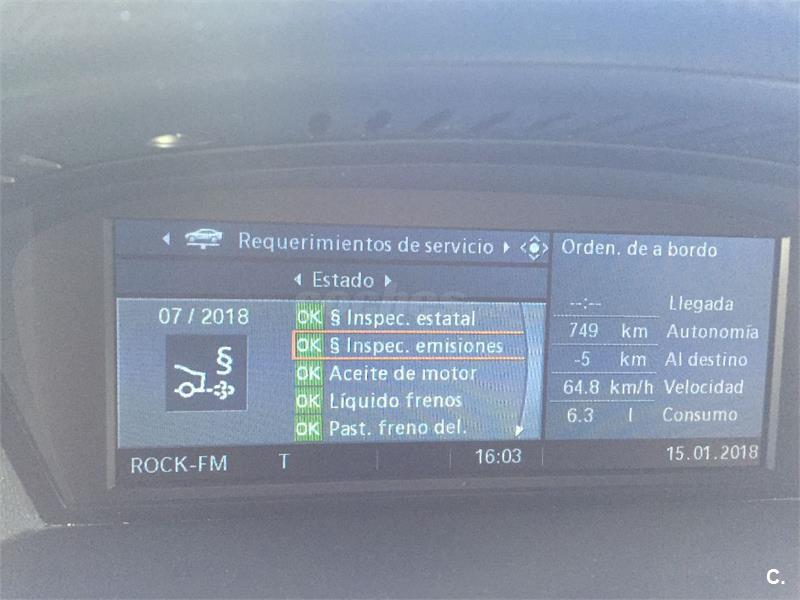 Requerimientos de servicio
Estado
07 / 2018
§
OK § Inspec. estatal
OK § Inspec. emisiones
OK Aceite de motor
OK Líquido frenos
OK Past. freno del.
Orden. de a bordo
--:-- Llegada
749 km Autonomía
-5 km Al destino
64.8 km/h Velocidad
6.3 l Consumo
ROCK-FM T 16:03 15.01.2018
C.